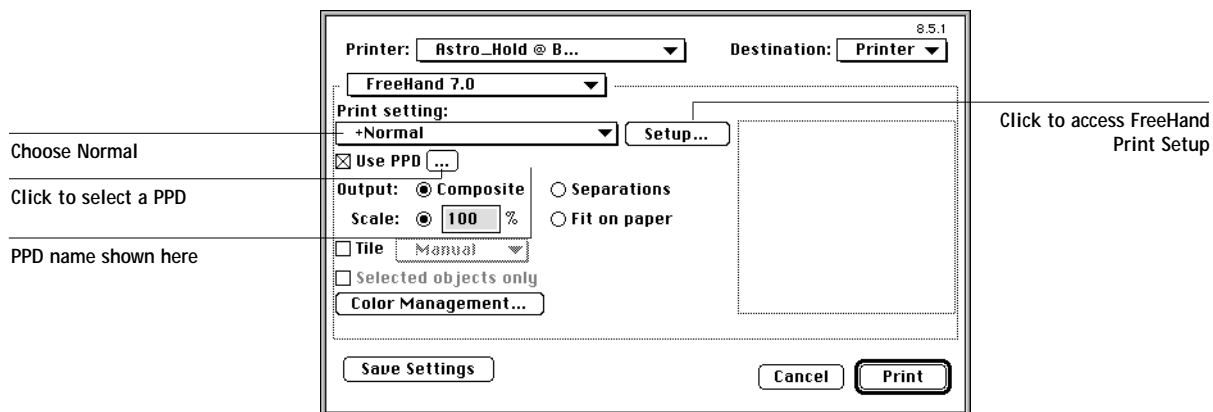 8.5.1
Printer: Astro_Hold @ B... Destination: Printer
FreeHand 7.0
Print setting:
+Normal Setup...
Click to access FreeHand
Print Setup
Choose Normal
Use PPD ...
Click to select a PPD
Output: Composite Separations
Scale: 100 % Fit on paper
PPD name shown here
Tile Manual
Selected objects only
Color Management...
Save Settings Cancel Print